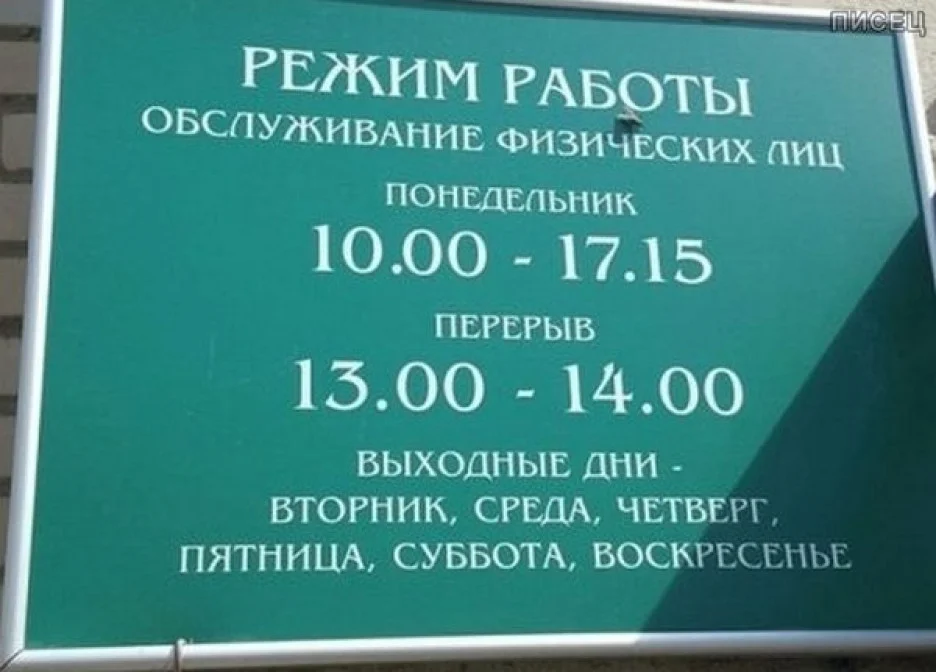 ПИСЕЦ
РЕЖИМ РАБОТЫ
ОБСЛУЖИВАНИЕ ФИЗИЧЕСКИХ ЛИЦ
ПОНЕДЕЛЬНИК
10.00 - 17.15
ПЕРЕРЫВ
13.00 - 14.00
ВЫХОДНЫЕ ДНИ -
ВТОРНИК, СРЕДА, ЧЕТВЕРГ,
ПЯТНИЦА, СУББОТА, ВОСКРЕСЕНЬЕ